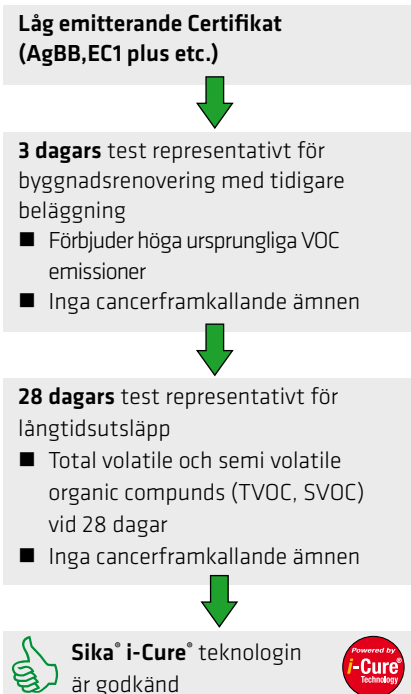 Låg emitterande Certifikat
(AgBB,EC1 plus etc.)
3 dagars test representativt för
byggnadsrenovering med tidigare
beläggning
■ Förbjuder höga ursprungliga VOC
emissioner
■ Inga cancerframkallande ämnen
28 dagars test representativt för
långtidsutsläpp
■ Total volatile och semi volatile
organic compunds (TVOC, SVOC)
vid 28 dagar
■ Inga cancerframkallande ämnen
Sika® i-Cure® teknologin
är godkänd
Powered by
i-Cure®
Technology